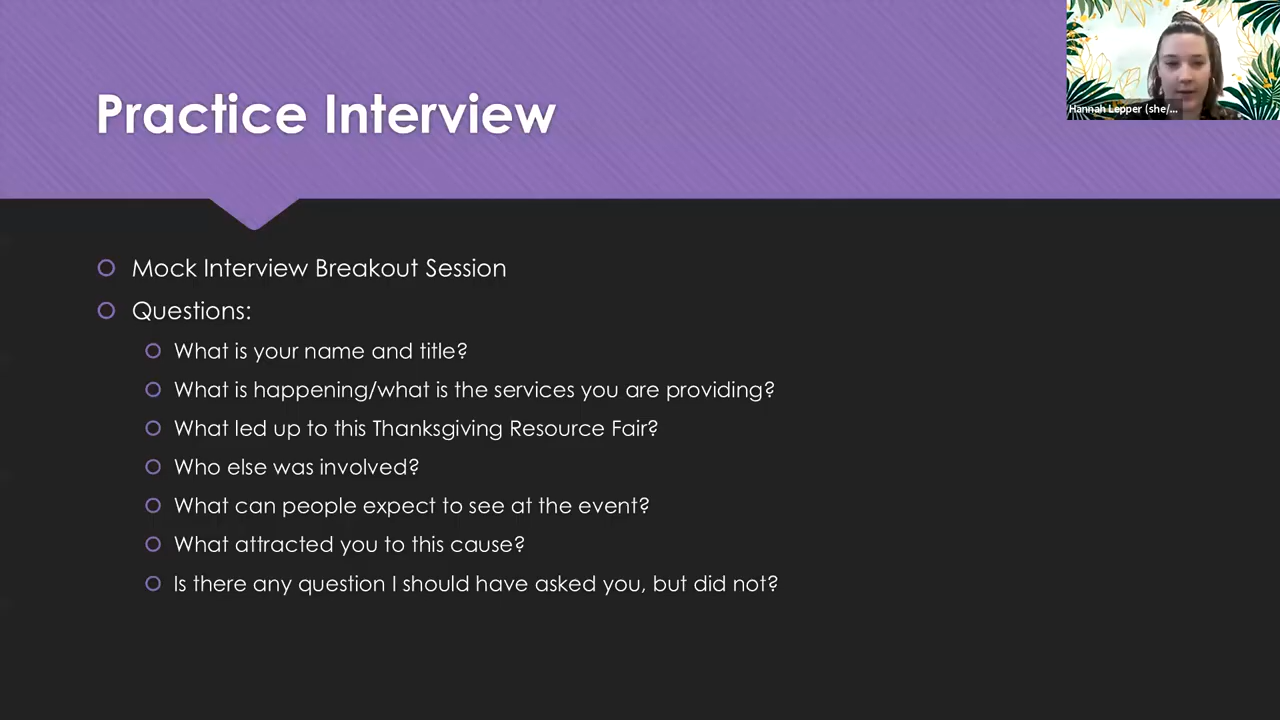 Practice Interview
Hannah Lepper (she/...
Mock Interview Breakout Session
Questions:
What is your name and title?
What is happening/what is the services you are providing?
What led up to this Thanksgiving Resource Fair?
Who else was involved?
What can people expect to see at the event?
What attracted you to this cause?
Is there any question I should have asked you, but did not?